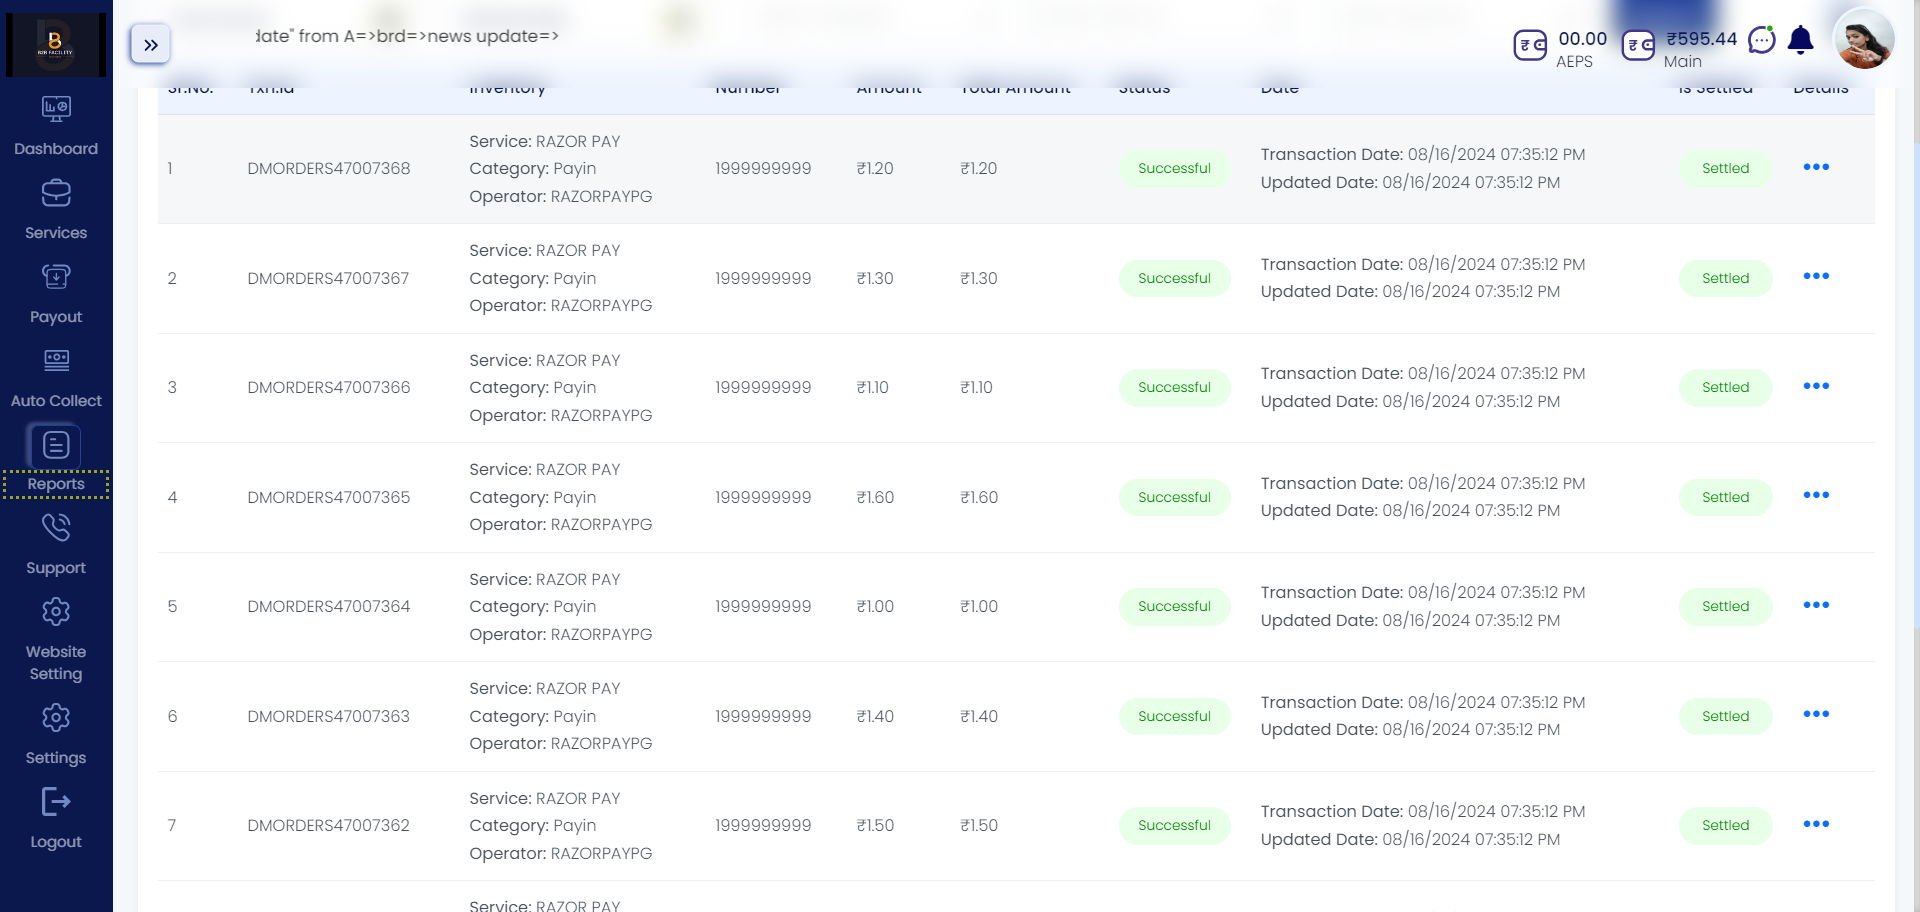 B2B FACILITY
date" from A=>brd=>news update=>
00.00
AEPS
₹595.44
Main
Dashboard
Services
Payout
Auto Collect
Reports
Support
Website
Setting
Settings
Logout
Sr.No. Txn.Id Inventory Number Amount Total Amount Status Date Is Settled Details
1 DMORDERS47007368 Service: RAZOR PAY
Category: Payin
Operator: RAZORPAYPG 1999999999 ₹1.20 ₹1.20 Successful Transaction Date: 08/16/2024 07:35:12 PM
Updated Date: 08/16/2024 07:35:12 PM Settled
2 DMORDERS47007367 Service: RAZOR PAY
Category: Payin
Operator: RAZORPAYPG 1999999999 ₹1.30 ₹1.30 Successful Transaction Date: 08/16/2024 07:35:12 PM
Updated Date: 08/16/2024 07:35:12 PM Settled
3 DMORDERS47007366 Service: RAZOR PAY
Category: Payin
Operator: RAZORPAYPG 1999999999 ₹1.10 ₹1.10 Successful Transaction Date: 08/16/2024 07:35:12 PM
Updated Date: 08/16/2024 07:35:12 PM Settled
4 DMORDERS47007365 Service: RAZOR PAY
Category: Payin
Operator: RAZORPAYPG 1999999999 ₹1.60 ₹1.60 Successful Transaction Date: 08/16/2024 07:35:12 PM
Updated Date: 08/16/2024 07:35:12 PM Settled
5 DMORDERS47007364 Service: RAZOR PAY
Category: Payin
Operator: RAZORPAYPG 1999999999 ₹1.00 ₹1.00 Successful Transaction Date: 08/16/2024 07:35:12 PM
Updated Date: 08/16/2024 07:35:12 PM Settled
6 DMORDERS47007363 Service: RAZOR PAY
Category: Payin
Operator: RAZORPAYPG 1999999999 ₹1.40 ₹1.40 Successful Transaction Date: 08/16/2024 07:35:12 PM
Updated Date: 08/16/2024 07:35:12 PM Settled
7 DMORDERS47007362 Service: RAZOR PAY
Category: Payin
Operator: RAZORPAYPG 1999999999 ₹1.50 ₹1.50 Successful Transaction Date: 08/16/2024 07:35:12 PM
Updated Date: 08/16/2024 07:35:12 PM Settled
Service: RAZOR PAY